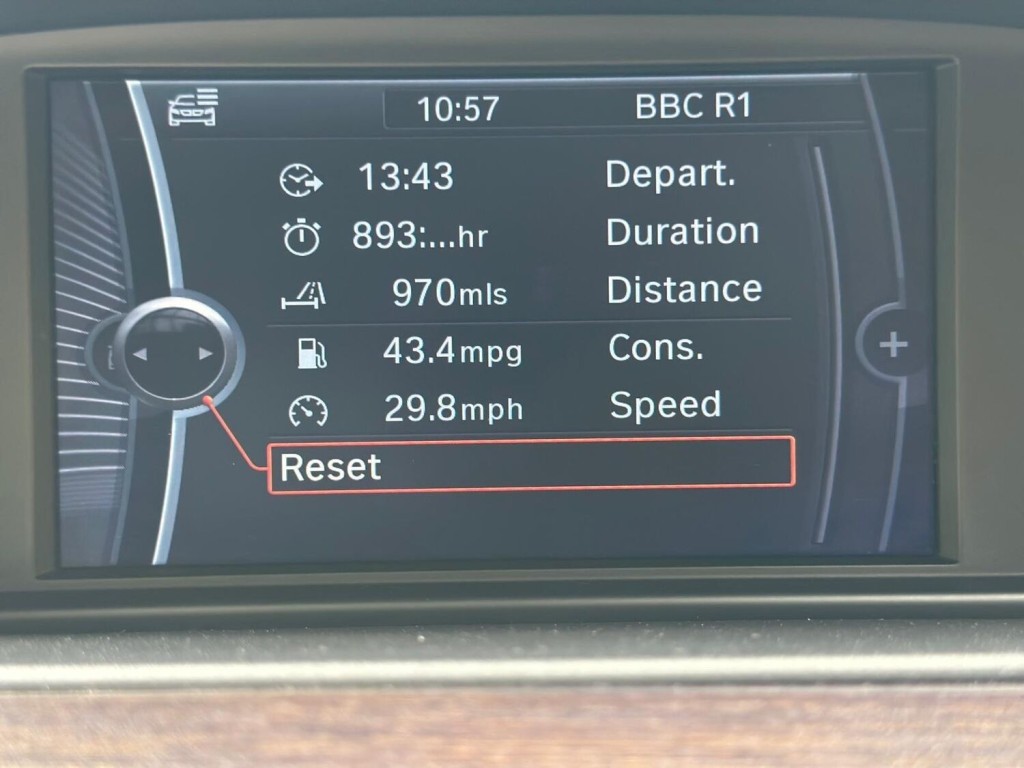 10:57 BBC R1
13:43 Depart.
893:...hr Duration
970mls Distance
43.4mpg Cons.
29.8mph Speed
Reset